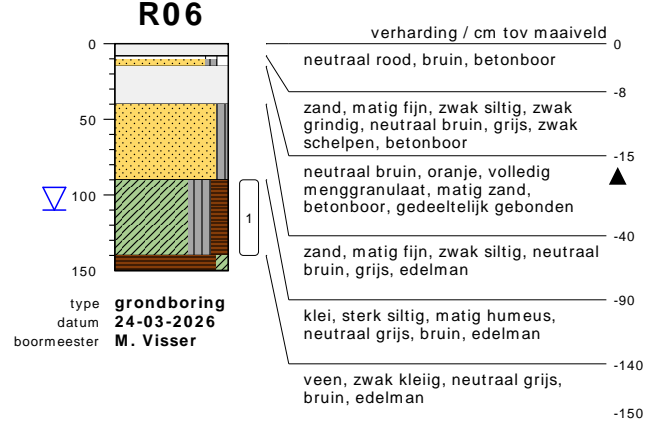 R06
verharding / cm tov maaiveld
0
0
neutraal rood, bruin, betonboor
-8
zand, matig fijn, zwak siltig, zwak
grindig, neutraal bruin, grijs, zwak
schelpen, betonboor
50
-15
neutraal bruin, oranje, volledig
menggranulaat, matig zand,
betonboor, gedeeltelijk gebonden
100
1
-40
zand, matig fijn, zwak siltig, neutraal
bruin, grijs, edelman
150
-90
klei, sterk siltig, matig humeus,
neutraal grijs, bruin, edelman
-140
veen, zwak kleiig, neutraal grijs,
bruin, edelman
-150
type grondboring
datum 24-03-2026
boormeester M. Visser